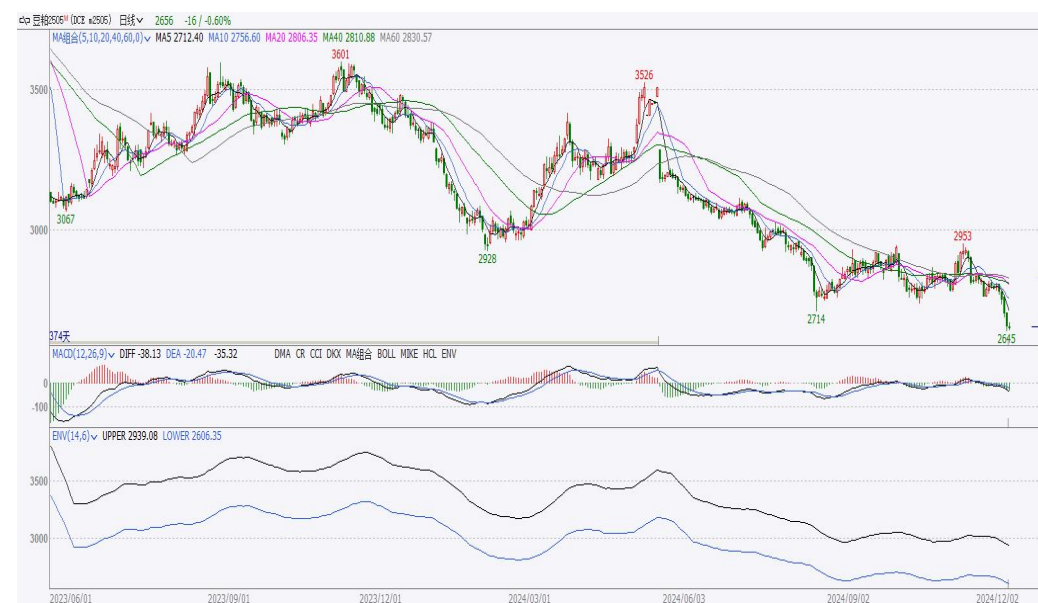 豆粕2505M (DCE m2505) 日线 2656 -16 / -0.60%
MA组合(5,10,20,40,60,0) MA5 2712.40 MA10 2756.60 MA20 2806.35 MA40 2810.88 MA60 2830.57
3601
3526
3500
3067
3000
2928
2953
2714
2645
374天
MACD(12,26,9) DIFF -38.13 DEA -20.47 -35.32 DMA CR CCI DKX MA组合 BOLL MIKE HCL ENV
0
-100
ENV(14,6) UPPER 2939.08 LOWER 2606.35
3500
3000
2023/06/01 2023/09/01 2023/12/01 2024/03/01 2024/06/03 2024/09/02 2024/12/02